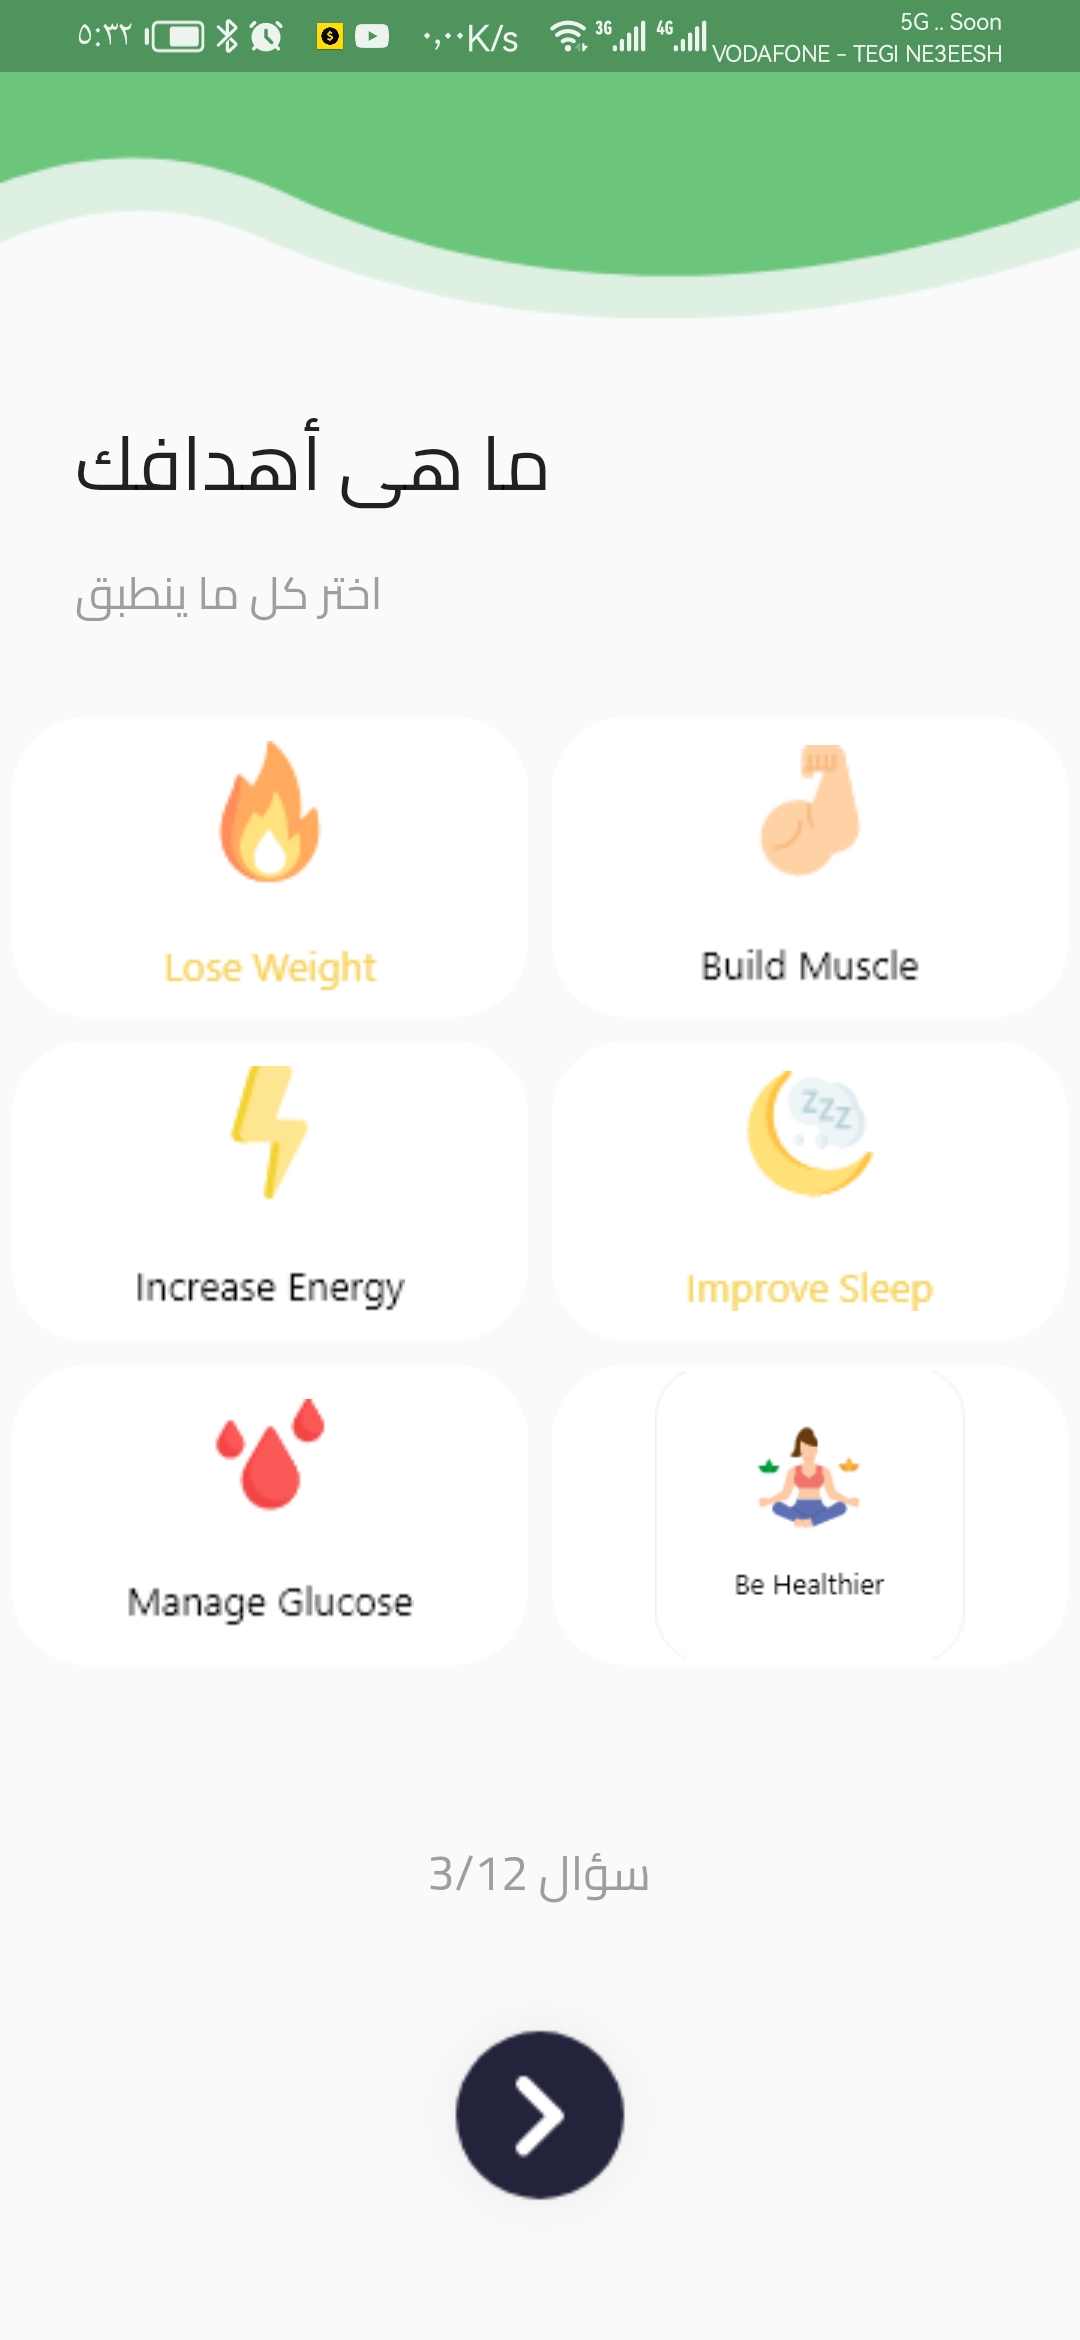 ٥:٣٢
٠,٠٠K/s
3G
4G
5G .. Soon
VODAFONE - TEGI NE3EESH
ما هى أهدافك
اختر كل ما ينطبق
Lose Weight
Build Muscle
Increase Energy
zzz
Improve Sleep
Manage Glucose
Be Healthier
سؤال 3/12